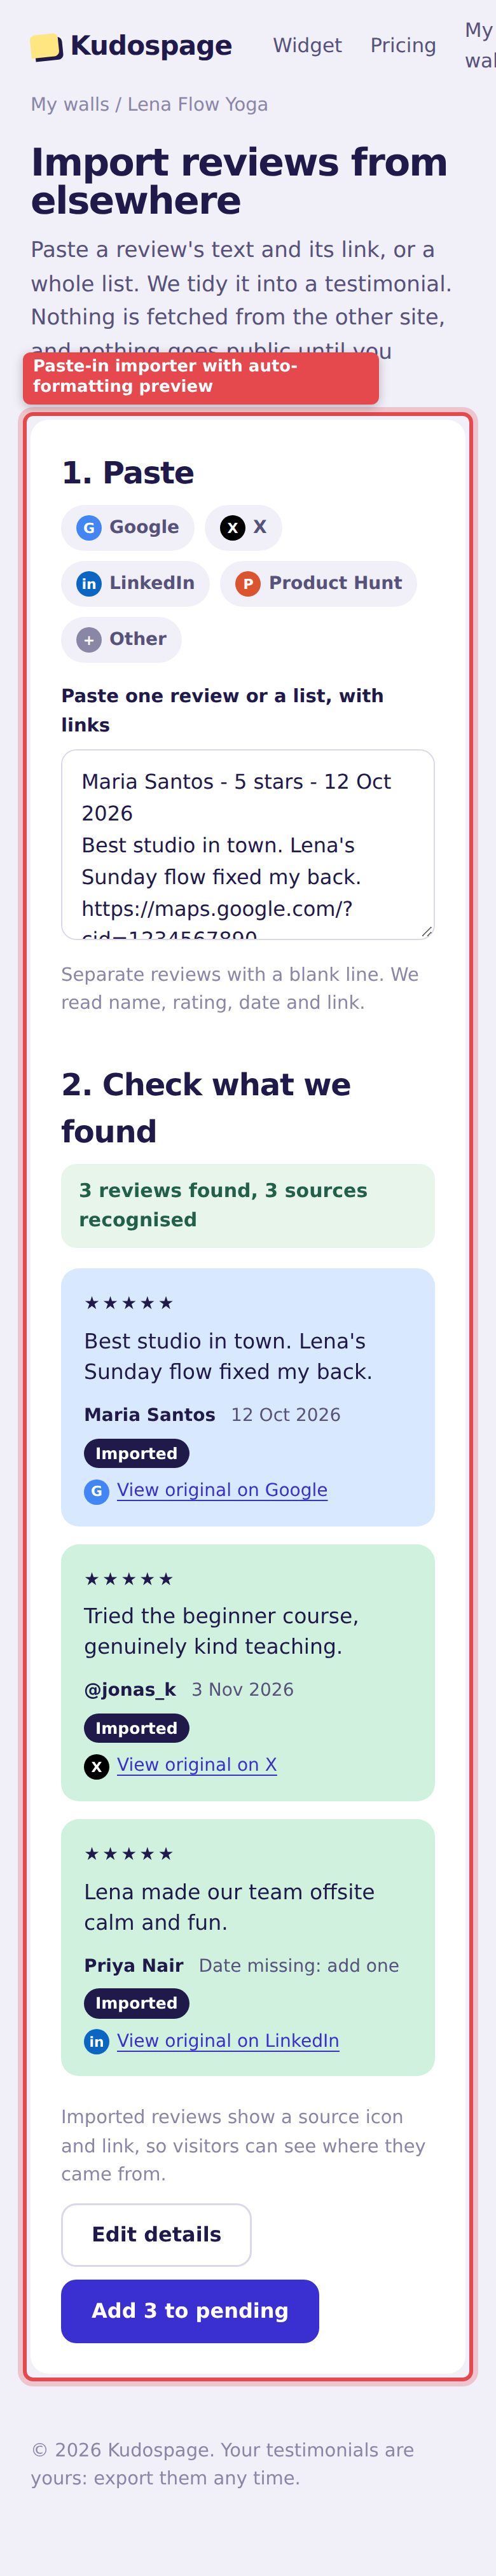 Kudospage
Widget
Pricing
My
wal
My walls / Lena Flow Yoga
Import reviews from
elsewhere
Paste a review's text and its link, or a
whole list. We tidy it into a testimonial.
Nothing is fetched from the other site,
and nothing goes public until you
Paste-in importer with auto-
formatting preview
1. Paste
G Google
X X
in LinkedIn
P Product Hunt
+ Other
Paste one review or a list, with
links
Maria Santos - 5 stars - 12 Oct
2026
Best studio in town. Lena's
Sunday flow fixed my back.
https://maps.google.com/?
cid=1234567890
Separate reviews with a blank line. We
read name, rating, date and link.
2. Check what we
found
3 reviews found, 3 sources
recognised
★★★★★
Best studio in town. Lena's
Sunday flow fixed my back.
Maria Santos 12 Oct 2026
Imported
G View original on Google
★★★★★
Tried the beginner course,
genuinely kind teaching.
@jonas_k 3 Nov 2026
Imported
X View original on X
★★★★★
Lena made our team offsite
calm and fun.
Priya Nair Date missing: add one
Imported
in View original on LinkedIn
Imported reviews show a source icon
and link, so visitors can see where they
came from.
Edit details
Add 3 to pending
© 2026 Kudospage. Your testimonials are
yours: export them any time.